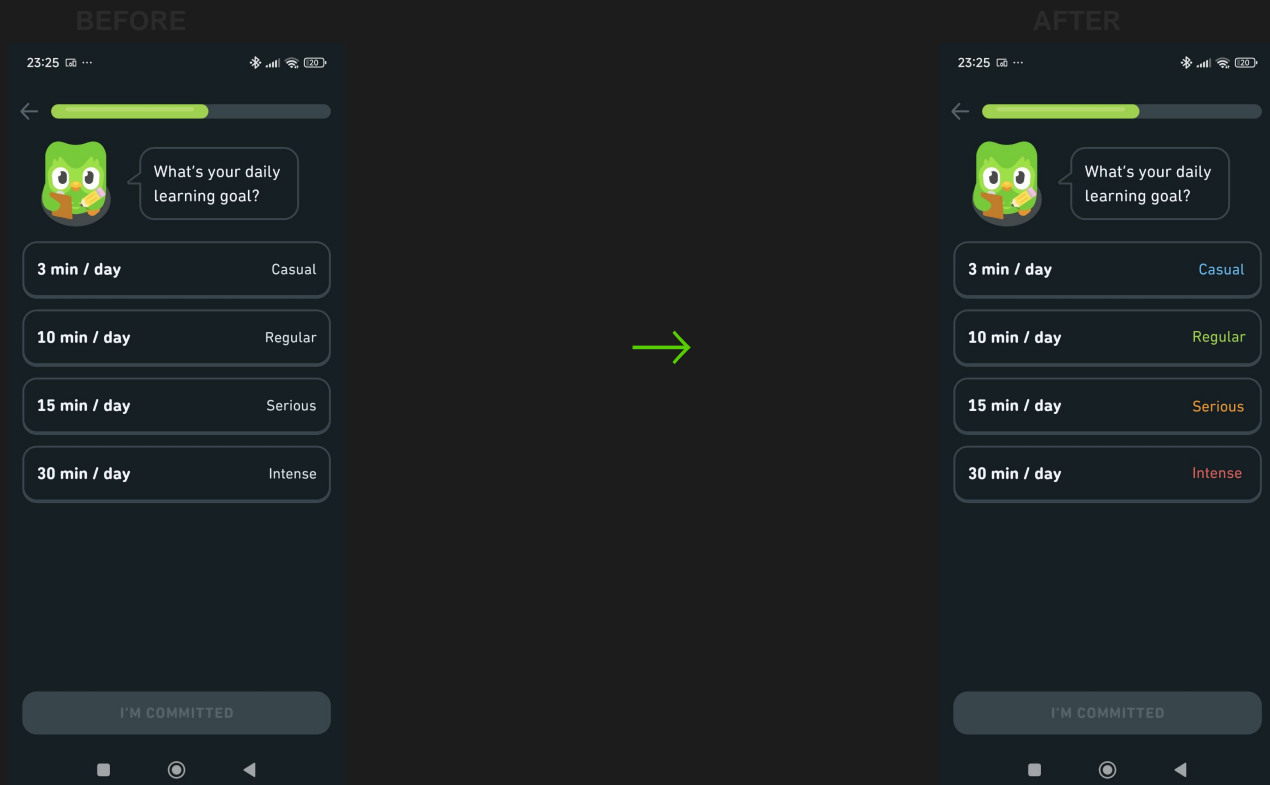 BEFORE
23:25 ...
20
What's your daily
learning goal?
3 min / day Casual
10 min / day Regular
15 min / day Serious
30 min / day Intense
I'M COMMITTED
AFTER
23:25 ...
20
What's your daily
learning goal?
3 min / day Casual
10 min / day Regular
15 min / day Serious
30 min / day Intense
I'M COMMITTED